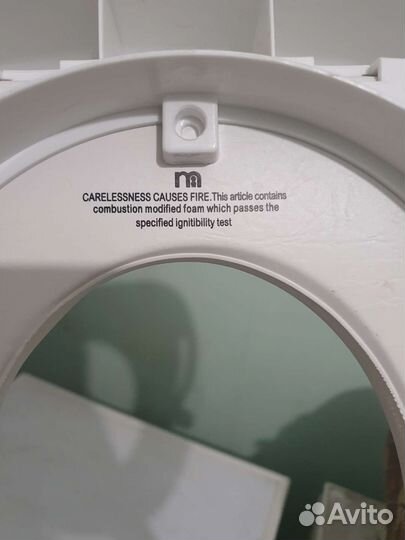 m
CARELESSNESS CAUSES FIRE.This article contains
combustion modified foam which passes the
specified ignitibility test
Avito